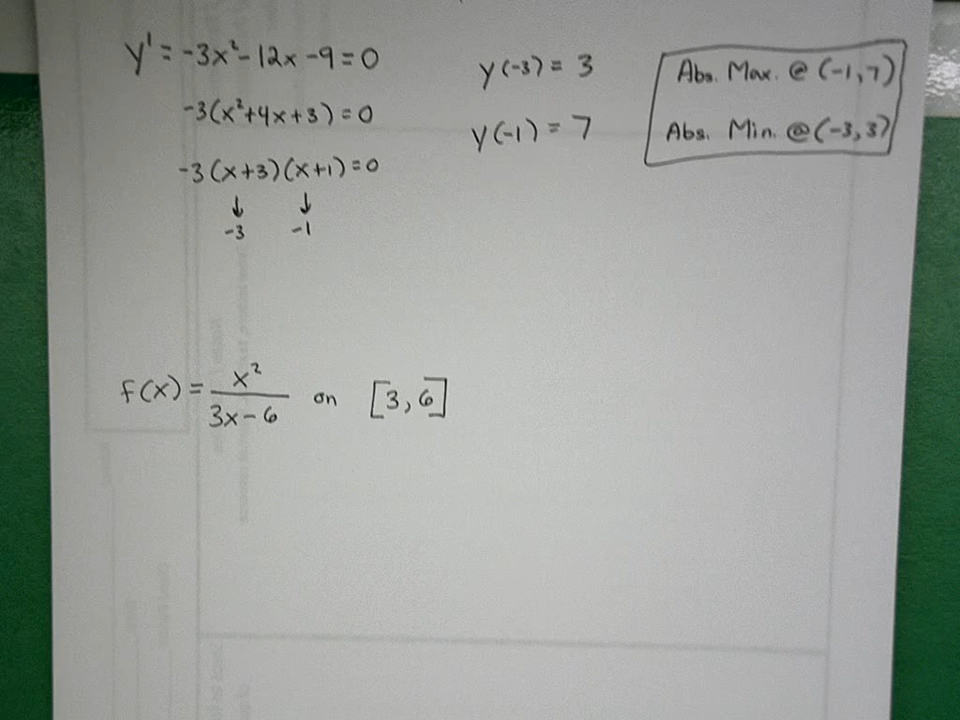 y' = -3x² - 12x - 9 = 0
-3(x² + 4x + 3) = 0
-3(x+3)(x+1) = 0
↓ ↓
-3 -1
y(-3) = 3
y(-1) = 7
Abs. Max. @ (-1, 7)
Abs. Min. @ (-3, 3)
f(x) = x² / (3x - 6) on [3, 6]